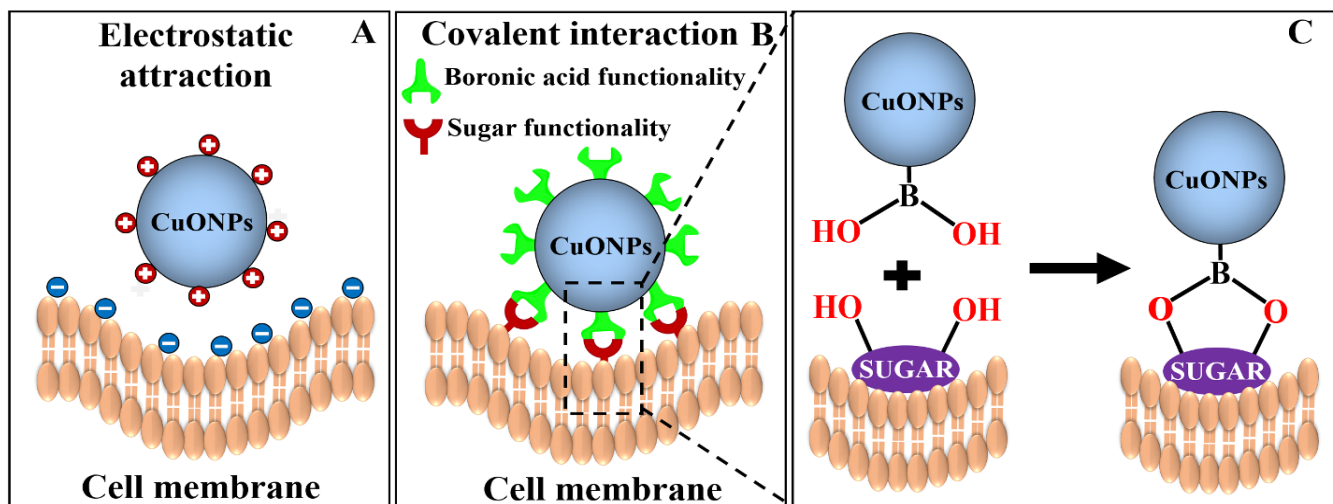 Electrostatic
attraction
A
CuONPs
Cell membrane
Covalent interaction
B
Boronic acid functionality
Sugar functionality
CuONPs
Cell membrane
C
CuONPs
B
HO
OH
HO
OH
SUGAR
CuONPs
B
O
O
SUGAR